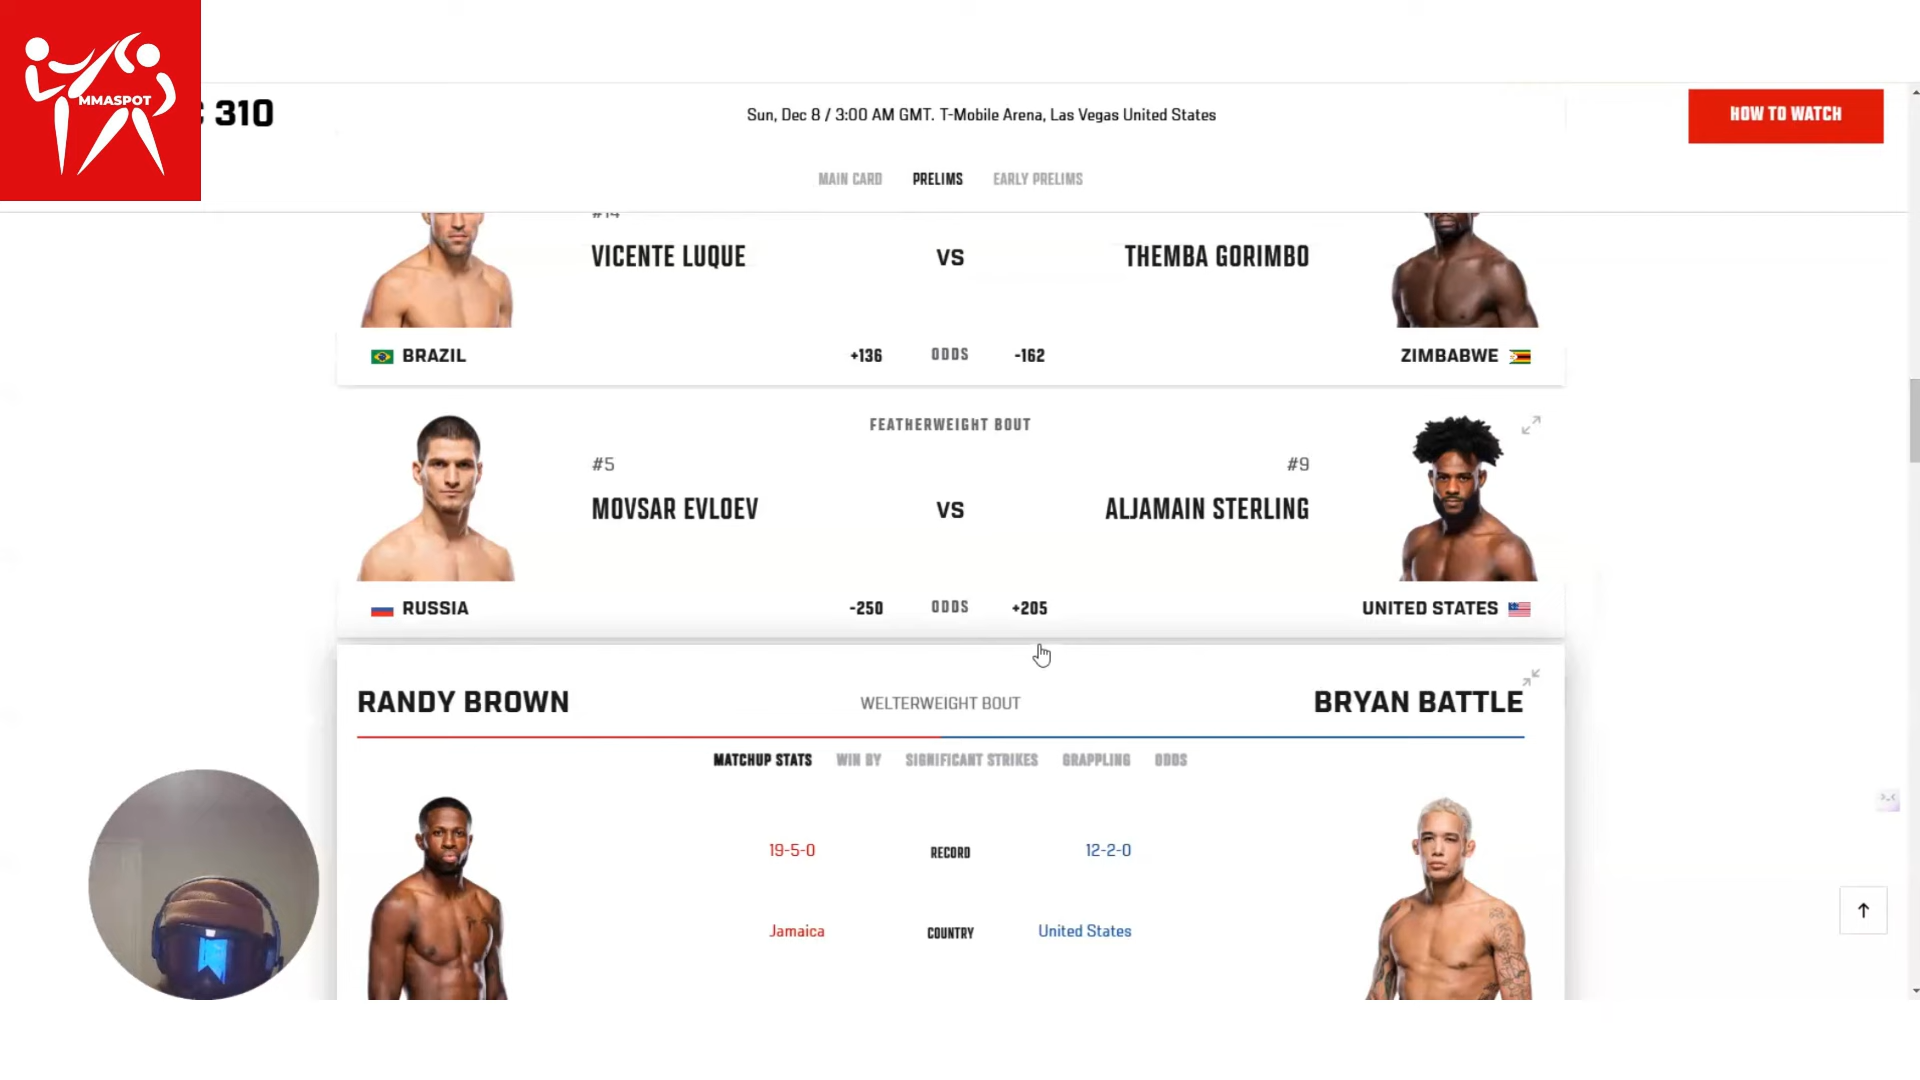 MMASPOT
310
Sun, Dec 8 / 3:00 AM GMT. T-Mobile Arena, Las Vegas United States
HOW TO WATCH
MAIN CARD PRELIMS EARLY PRELIMS
#14
VICENTE LUQUE VS THEMBA GORIMBO
BRAZIL +136 ODDS -162 ZIMBABWE
FEATHERWEIGHT BOUT
#5 #9
MOVSAR EVLOEV VS ALJAMAIN STERLING
RUSSIA -250 ODDS +205 UNITED STATES
RANDY BROWN WELTERWEIGHT BOUT BRYAN BATTLE
MATCHUP STATS WIN BY SIGNIFICANT STRIKES GRAPPLING ODDS
19-5-0 RECORD 12-2-0
Jamaica COUNTRY United States